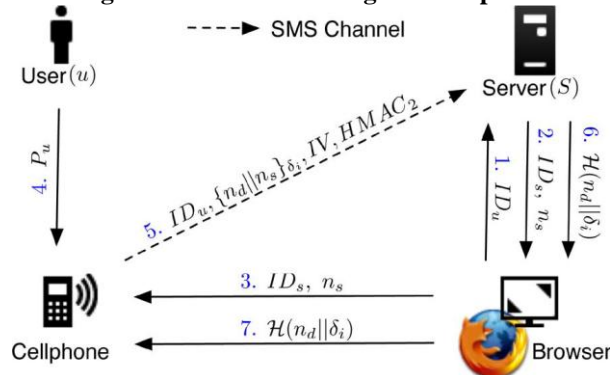 SMS Channel
User(u)
Server(S)
4. P_u
5. ID_u,{n_d||n_s}_{δ_i},IV,HMAC_2
1. ID_u
2. ID_s, n_s
6. H(n_d||δ_i)
3. ID_s, n_s
7. H(n_d||δ_i)
Cellphone
Browser